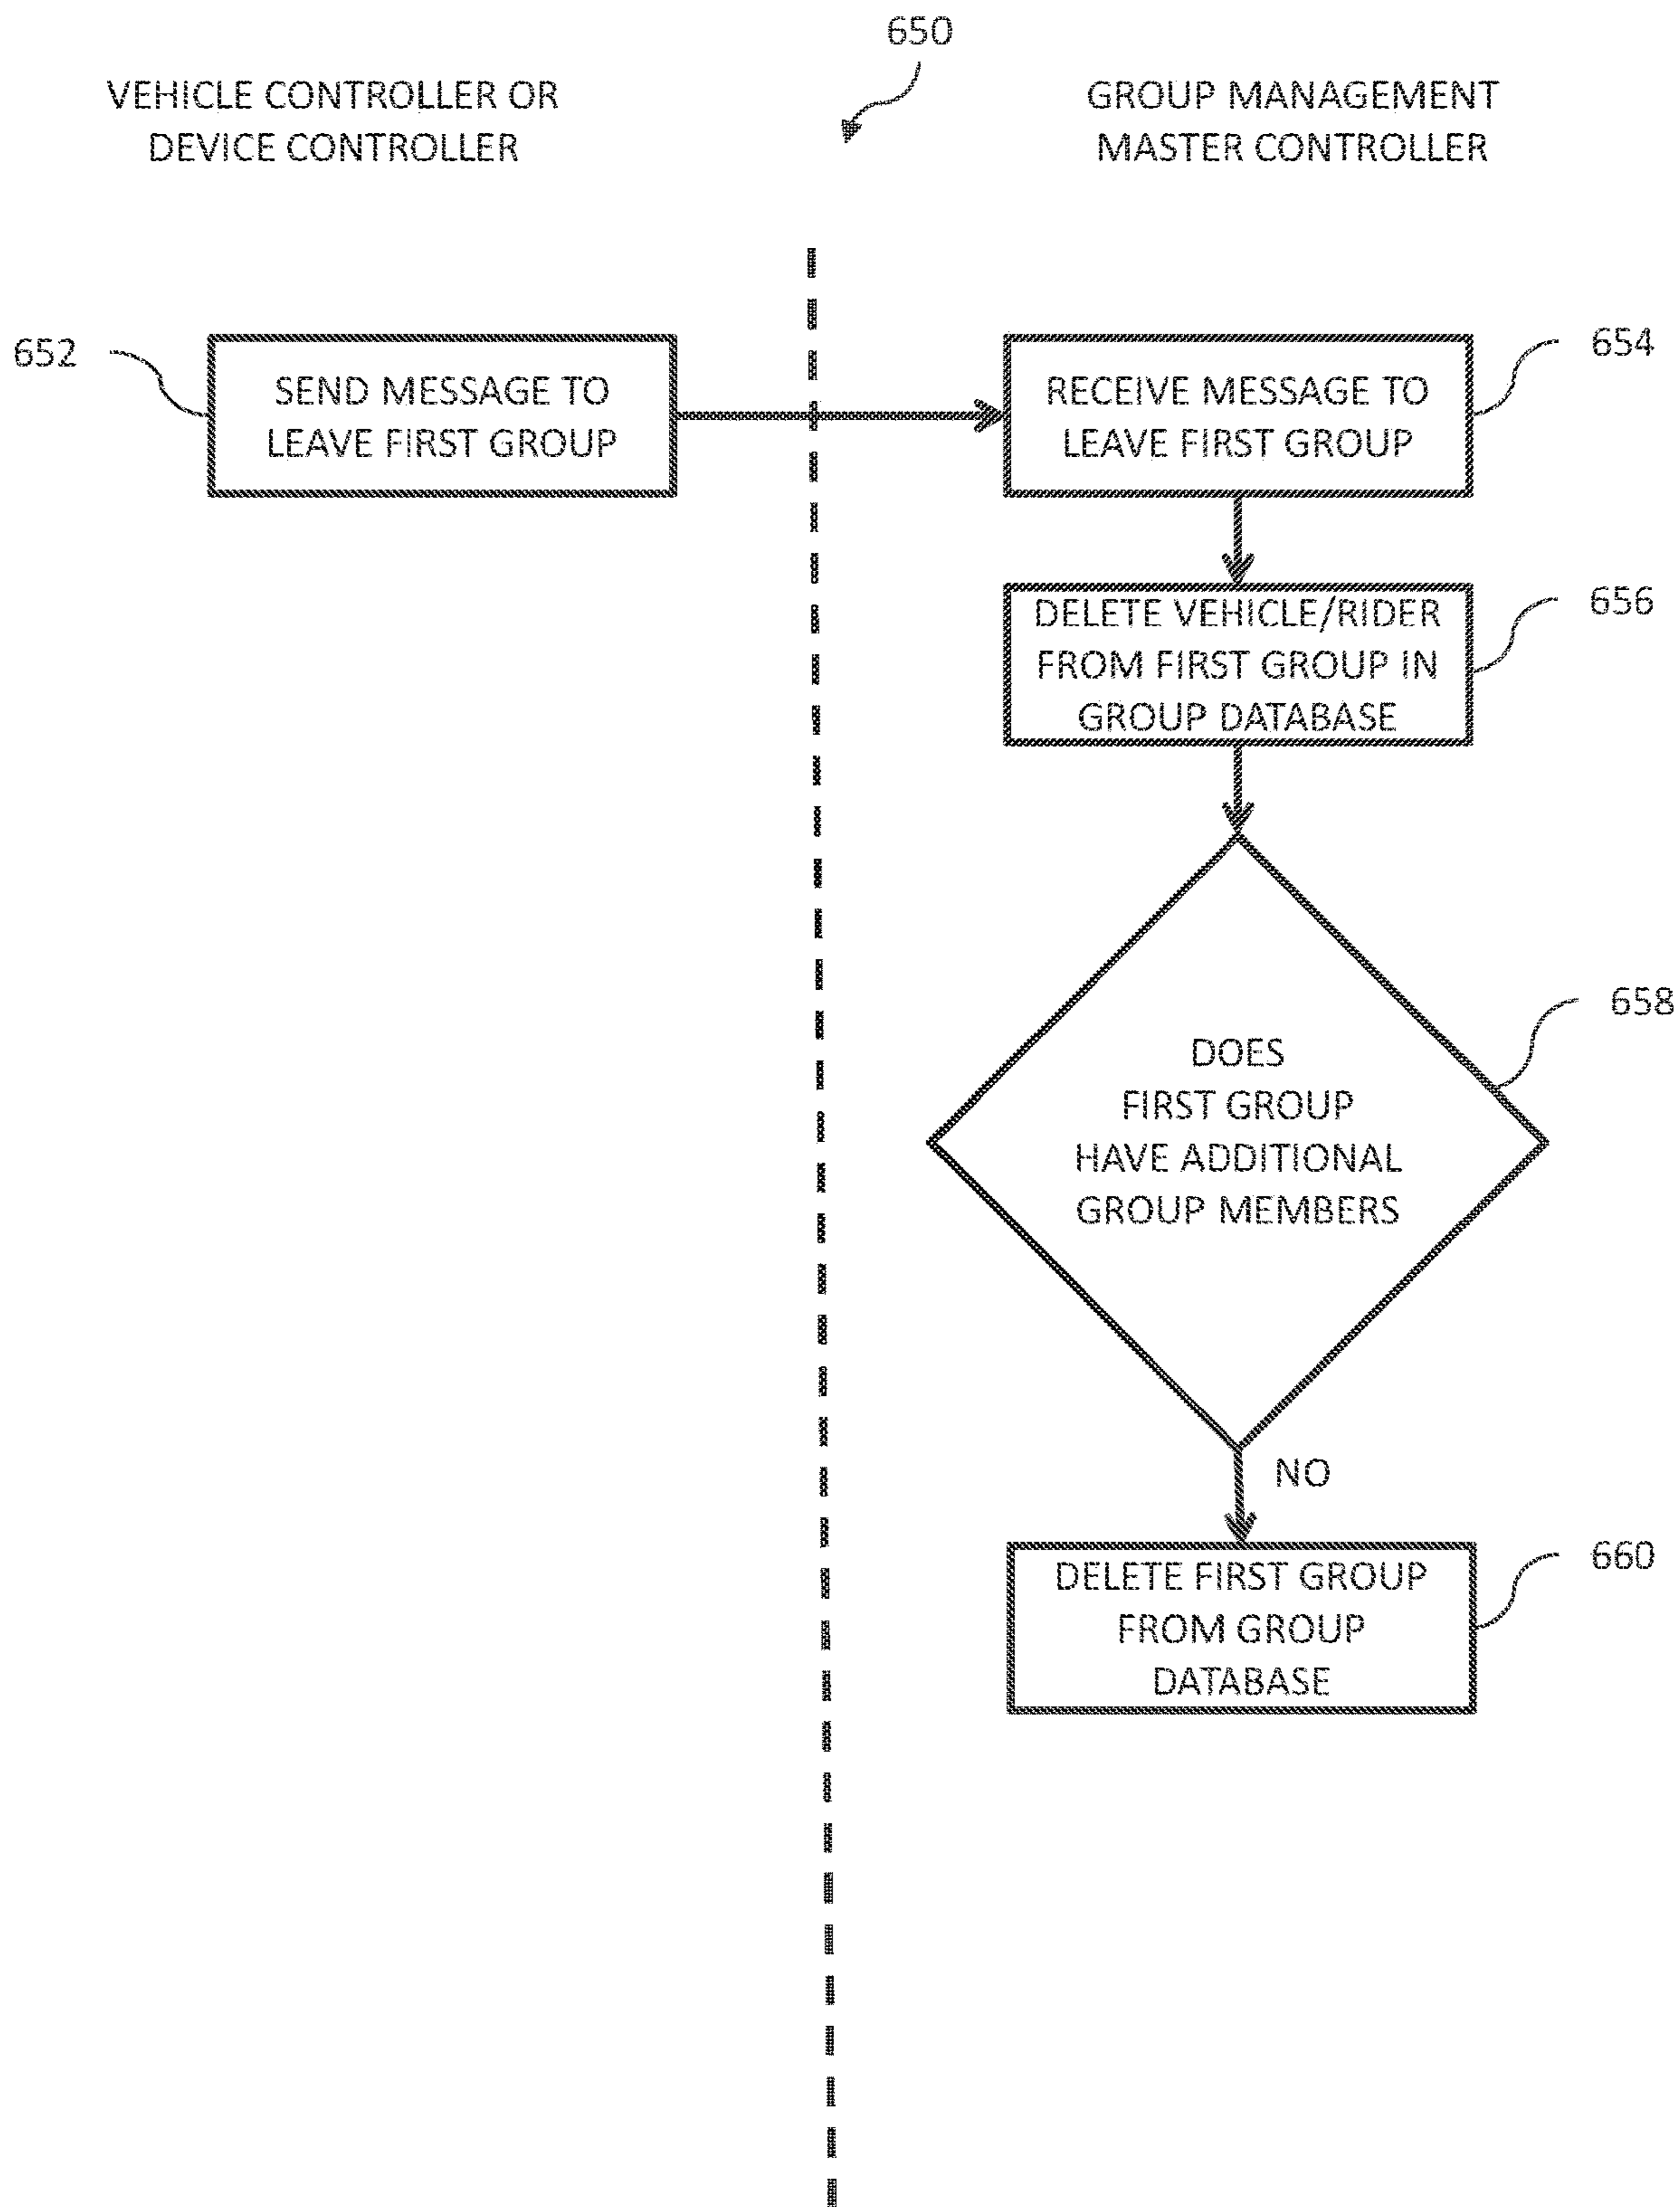 650
VEHICLE CONTROLLER OR
DEVICE CONTROLLER
GROUP MANAGEMENT
MASTER CONTROLLER
652
SEND MESSAGE TO
LEAVE FIRST GROUP
RECEIVE MESSAGE TO
LEAVE FIRST GROUP
654
DELETE VEHICLE/RIDER
FROM FIRST GROUP IN
GROUP DATABASE
656
DOES
FIRST GROUP
HAVE ADDITIONAL
GROUP MEMBERS
658
NO
DELETE FIRST GROUP
FROM GROUP
DATABASE
660